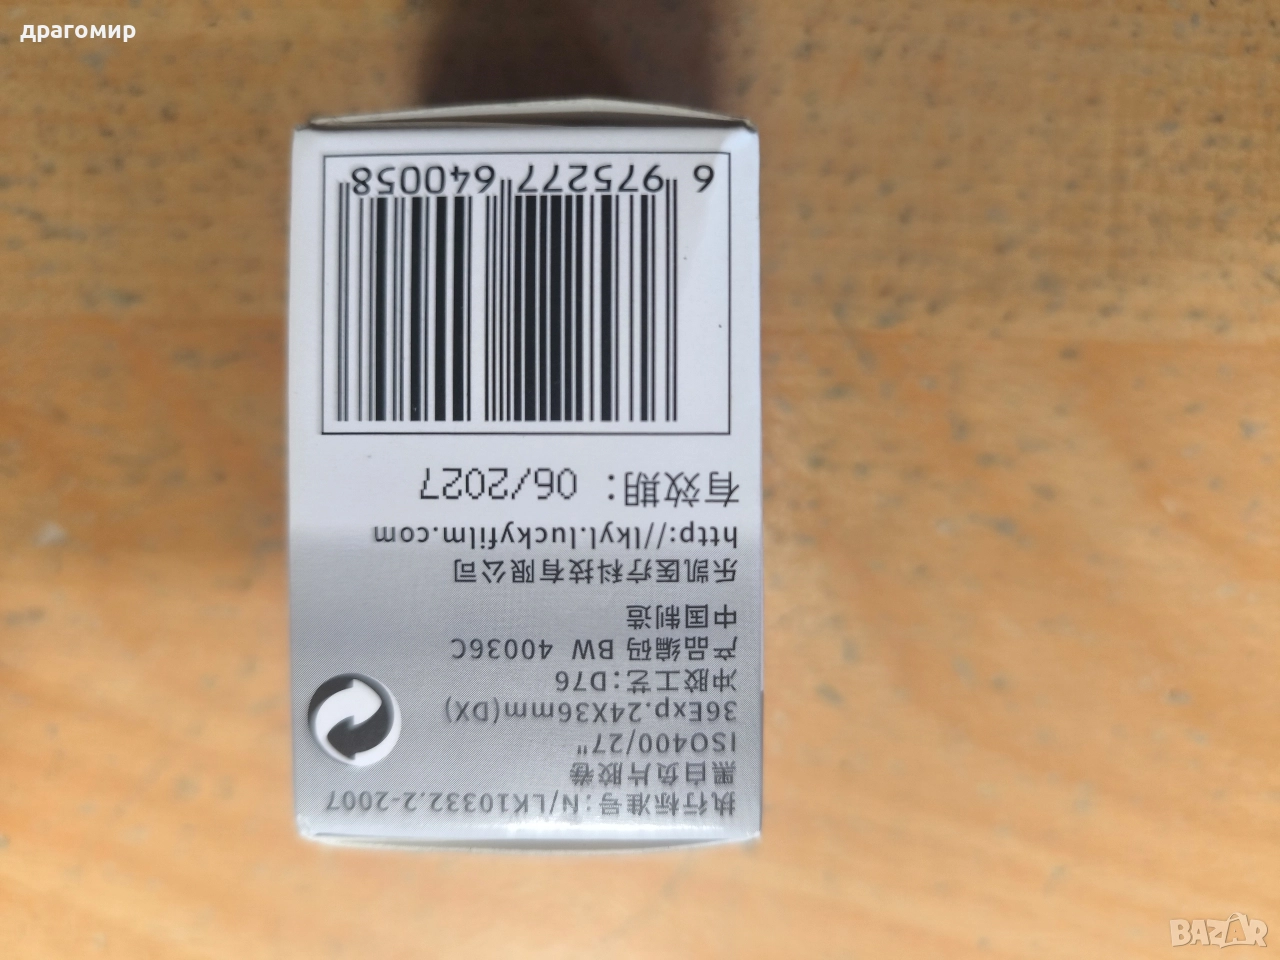 драгомир
执行标准号:N/LK10332.2-2007
黑白负片胶卷
ISO400/27"
36Exp.24X36mm(DX)
冲胶工艺:D76
产品编码 BW 40036C
中国制造
乐凯医疗科技有限公司
http://lkyl.luckyfilm.com
有效期: 06/2027
6 975277 640058
BAZAR